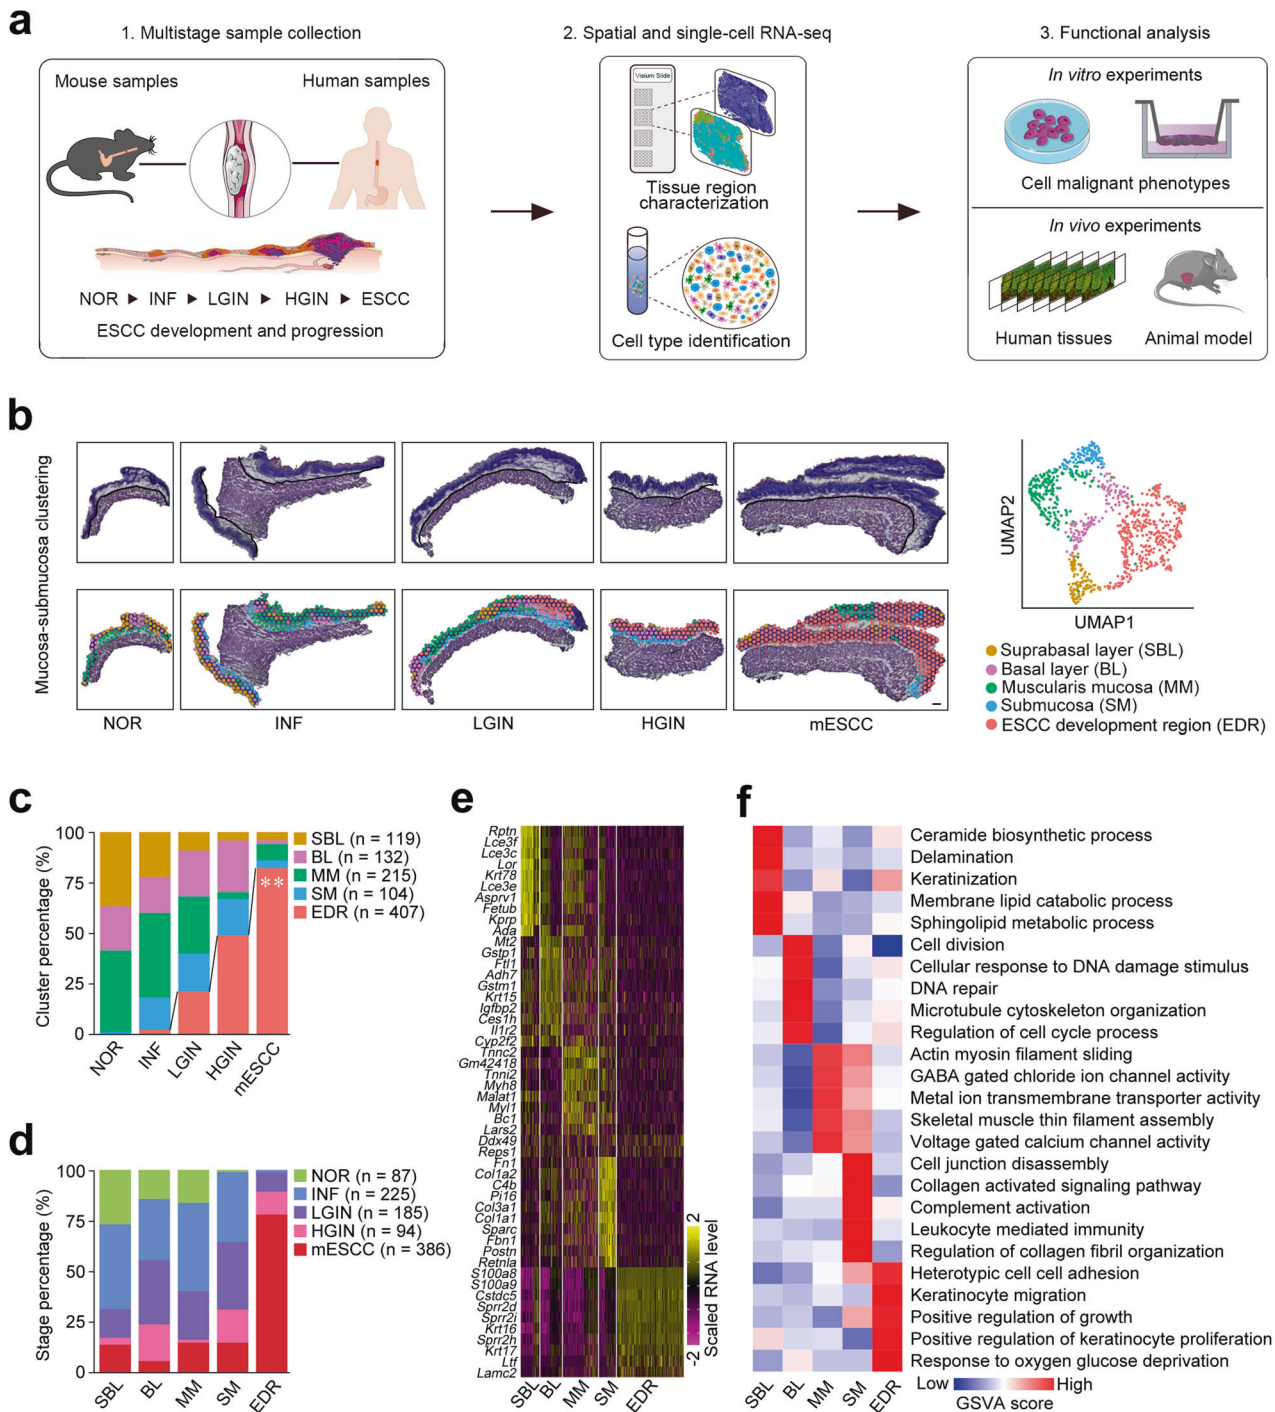 a
1. Multistage sample collection
2. Spatial and single-cell RNA-seq
3. Functional analysis
Mouse samples
Human samples
NOR ► INF ► LGIN ► HGIN ► ESCC
ESCC development and progression
Visium Slide
Tissue region
characterization
Cell type identification
In vitro experiments
Cell malignant phenotypes
In vivo experiments
Human tissues
Animal model
b
Mucosa-submucosa clustering
NOR
INF
LGIN
HGIN
mESCC
UMAP2
UMAP1
Suprabasal layer (SBL)
Basal layer (BL)
Muscularis mucosa (MM)
Submucosa (SM)
ESCC development region (EDR)
c
Cluster percentage (%)
100
75
50
25
0
**
NOR
INF
LGIN
HGIN
mESCC
SBL (n = 119)
BL (n = 132)
MM (n = 215)
SM (n = 104)
EDR (n = 407)
d
Stage percentage (%)
100
75
50
25
0
SBL
BL
MM
SM
EDR
NOR (n = 87)
INF (n = 225)
LGIN (n = 185)
HGIN (n = 94)
mESCC (n = 386)
e
Rptn
Lce3f
Lce3c
Lor
Krt78
Lce3e
Asprv1
Fetub
Kprp
Ada
Mt2
Gstp1
Ftl1
Adh7
Gstm1
Krt15
Igfbp2
Ces1h
Il1r2
Cyp2f2
Tnnc2
Gm42418
Tnni2
Myh8
Malat1
Myl1
Bc1
Lars2
Ddx49
Reps1
Fn1
Col1a2
C4b
Pi16
Col3a1
Col1a1
Sparc
Fbn1
Postn
Retnla
S100a8
S100a9
Cstdc5
Sprr2d
Sprr2i
Krt16
Sprr2h
Krt17
Ltf
Lamc2
SBL
BL
MM
SM
EDR
2
-2
Scaled RNA level
f
Ceramide biosynthetic process
Delamination
Keratinization
Membrane lipid catabolic process
Sphingolipid metabolic process
Cell division
Cellular response to DNA damage stimulus
DNA repair
Microtubule cytoskeleton organization
Regulation of cell cycle process
Actin myosin filament sliding
GABA gated chloride ion channel activity
Metal ion transmembrane transporter activity
Skeletal muscle thin filament assembly
Voltage gated calcium channel activity
Cell junction disassembly
Collagen activated signaling pathway
Complement activation
Leukocyte mediated immunity
Regulation of collagen fibril organization
Heterotypic cell cell adhesion
Keratinocyte migration
Positive regulation of growth
Positive regulation of keratinocyte proliferation
Response to oxygen glucose deprivation
SBL
BL
MM
SM
EDR
Low
High
GSVA score